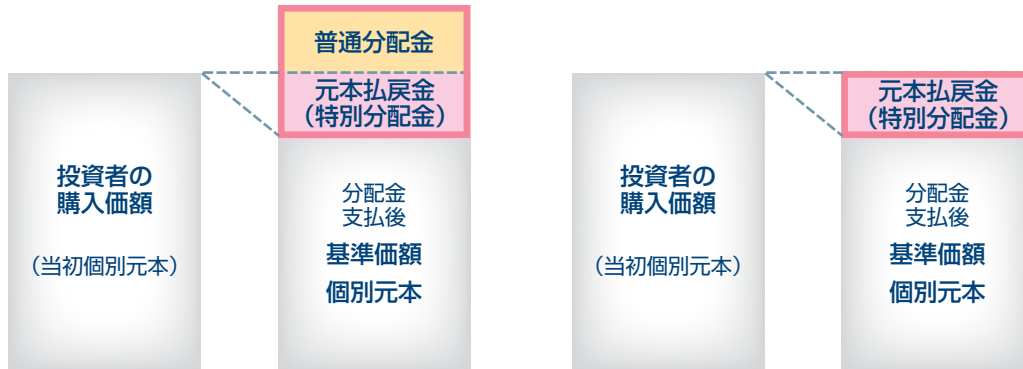 普通分配金
元本払戻金
（特別分配金）
投資者の
購入価額
（当初個別元本）
分配金
支払後
基準価額
個別元本
元本払戻金
（特別分配金）
投資者の
購入価額
（当初個別元本）
分配金
支払後
基準価額
個別元本